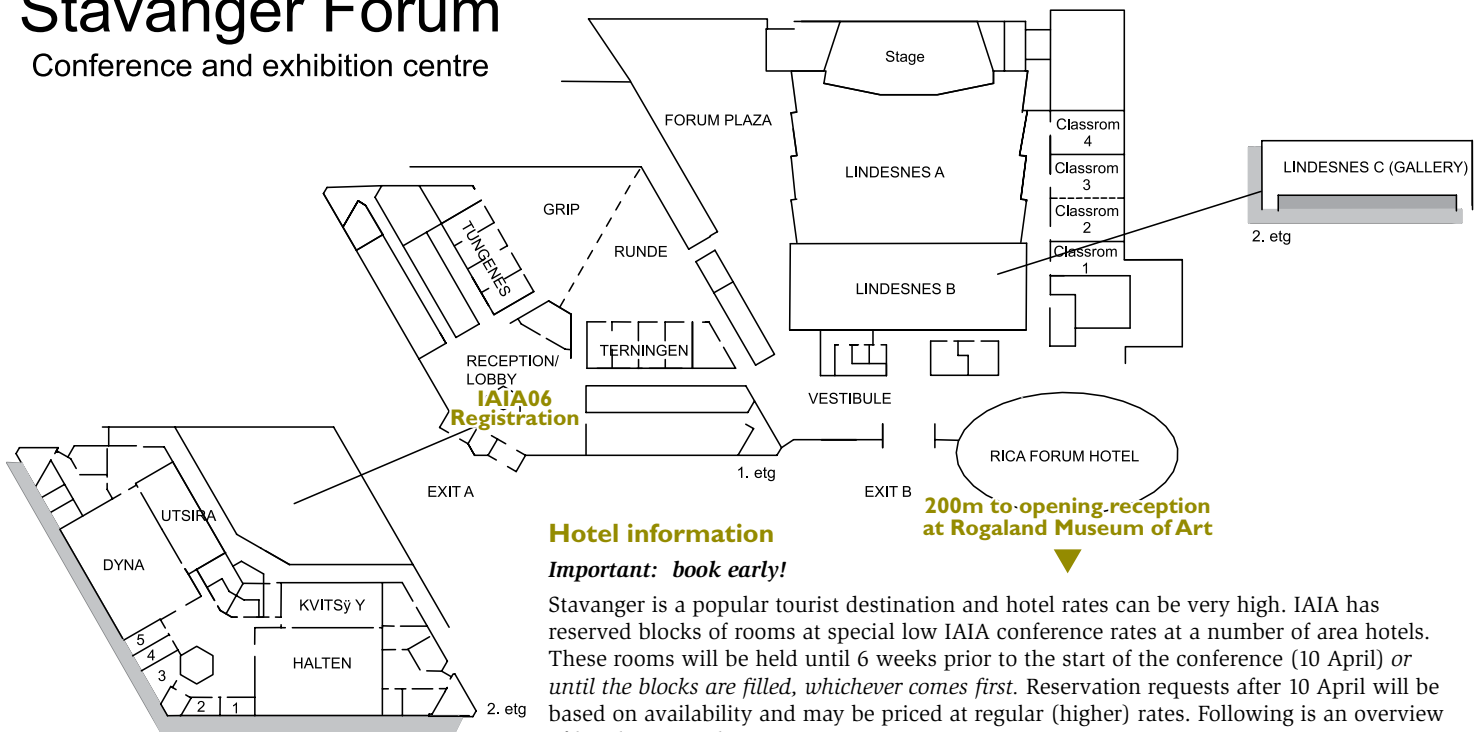 Stavanger Forum
Conference and exhibition centre
Stage
FORUM PLAZA
Classrom
4
LINDESNES A
Classrom
3
LINDESNES C (GALLERY)
Classrom
2
2. etg
GRIP
TUNGENES
RUNDE
Classrom
1
LINDESNES B
TERNINGEN
RECEPTION/
LOBBY
IAIA06
Registration
VESTIBULE
RICA FORUM HOTEL
1. etg
EXIT A
EXIT B
200m to opening reception
at Rogaland Museum of Art
UTSIRA
DYNA
KVITSÿ Y
HALTEN
5
4
3
2
1
2. etg
Hotel information
Important: book early!
Stavanger is a popular tourist destination and hotel rates can be very high. IAIA has
reserved blocks of rooms at special low IAIA conference rates at a number of area hotels.
These rooms will be held until 6 weeks prior to the start of the conference (10 April) or
until the blocks are filled, whichever comes first. Reservation requests after 10 April will be
based on availability and may be priced at regular (higher) rates. Following is an overview